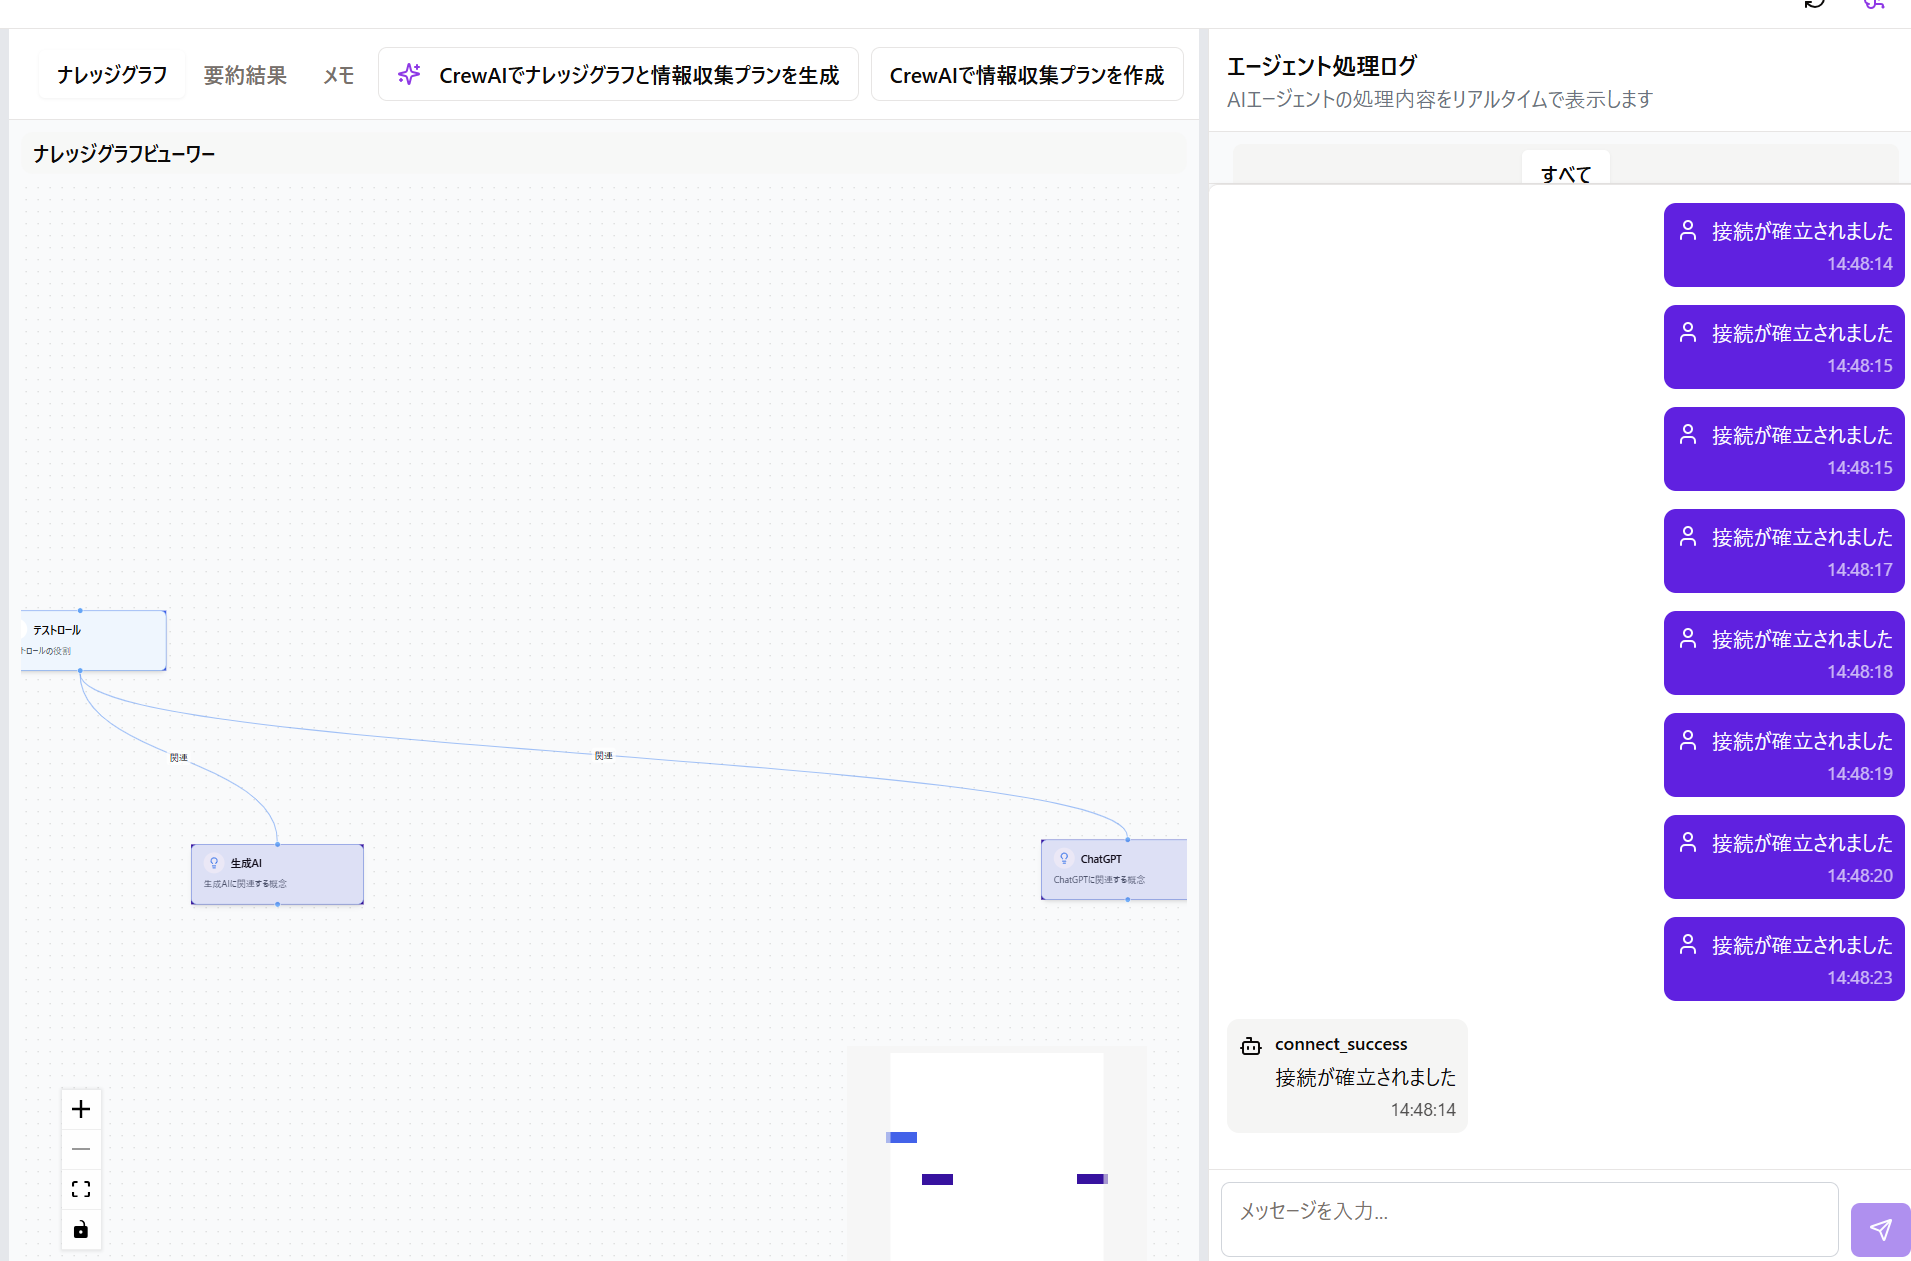 ナレッジグラフ
要約結果
メモ
CrewAIでナレッジグラフと情報収集プランを生成
CrewAIで情報収集プランを作成
ナレッジグラフビューワー
テストロール
トロールの役割
関連
関連
生成AI
生成AIに関連する概念
ChatGPT
ChatGPTに関連する概念
エージェント処理ログ
AIエージェントの処理内容をリアルタイムで表示します
すべて
接続が確立されました
14:48:14
接続が確立されました
14:48:15
接続が確立されました
14:48:15
接続が確立されました
14:48:17
接続が確立されました
14:48:18
接続が確立されました
14:48:19
接続が確立されました
14:48:20
接続が確立されました
14:48:23
connect_success
接続が確立されました
14:48:14
メッセージを入力...